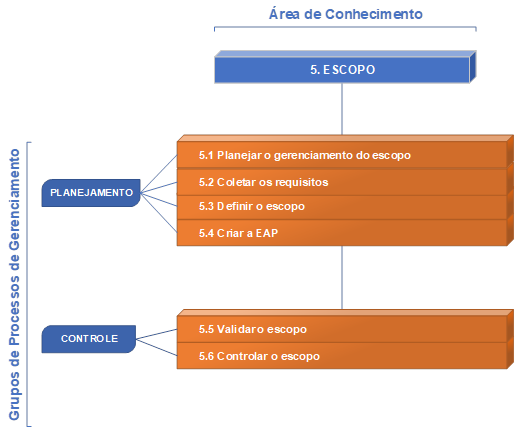 Área de Conhecimento
5. ESCOPO
Grupos de Processos de Gerenciamento
PLANEJAMENTO
5.1 Planejar o gerenciamento do escopo
5.2 Coletar os requisitos
5.3 Definir o escopo
5.4 Criar a EAP
CONTROLE
5.5 Validar o escopo
5.6 Controlar o escopo